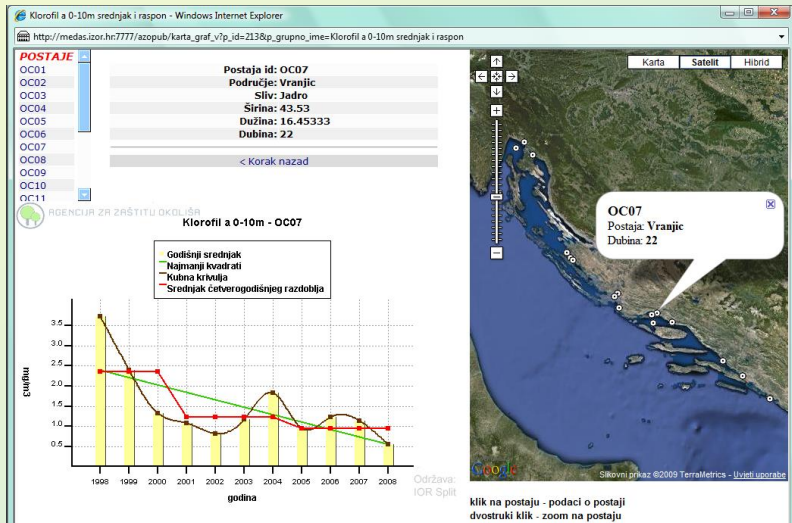 Klorofil a 0-10m srednjak i raspon - Windows Internet Explorer
http://medas.izor.hr:7777/azopub/karta_graf_v?p_id=213&p_grupno_ime=Klorofil a 0-10m srednjak i raspon
POSTAJE
OC01
OC02
OC03
OC04
OC05
OC06
OC07
OC08
OC09
OC10
OC11
Postaja id: OC07
Područje: Vranjic
Sliv: Jadro
Širina: 43.53
Dužina: 16.45333
Dubina: 22
< Korak nazad
AGENCIJA ZA ZAŠTITU OKOLIŠA
Klorofil a 0-10m - OC07
Godišnji srednjak
Najmanji kvadrati
Kubna krivulja
Srednjak četverogodišnjeg razdoblja
mg/m3
3.5
3.0
2.5
2.0
1.5
1.0
0.5
1998 1999 2000 2001 2002 2003 2004 2005 2006 2007 2008
godina
Održava:
IOR Split
Karta Satelit Hibrid
OC07
Postaja: Vranjic
Dubina: 22
Google
Slikovni prikaz ©2009 TerraMetrics - Uvjeti uporabe
klik na postaju - podaci o postaji
dvostruki klik - zoom na postaju